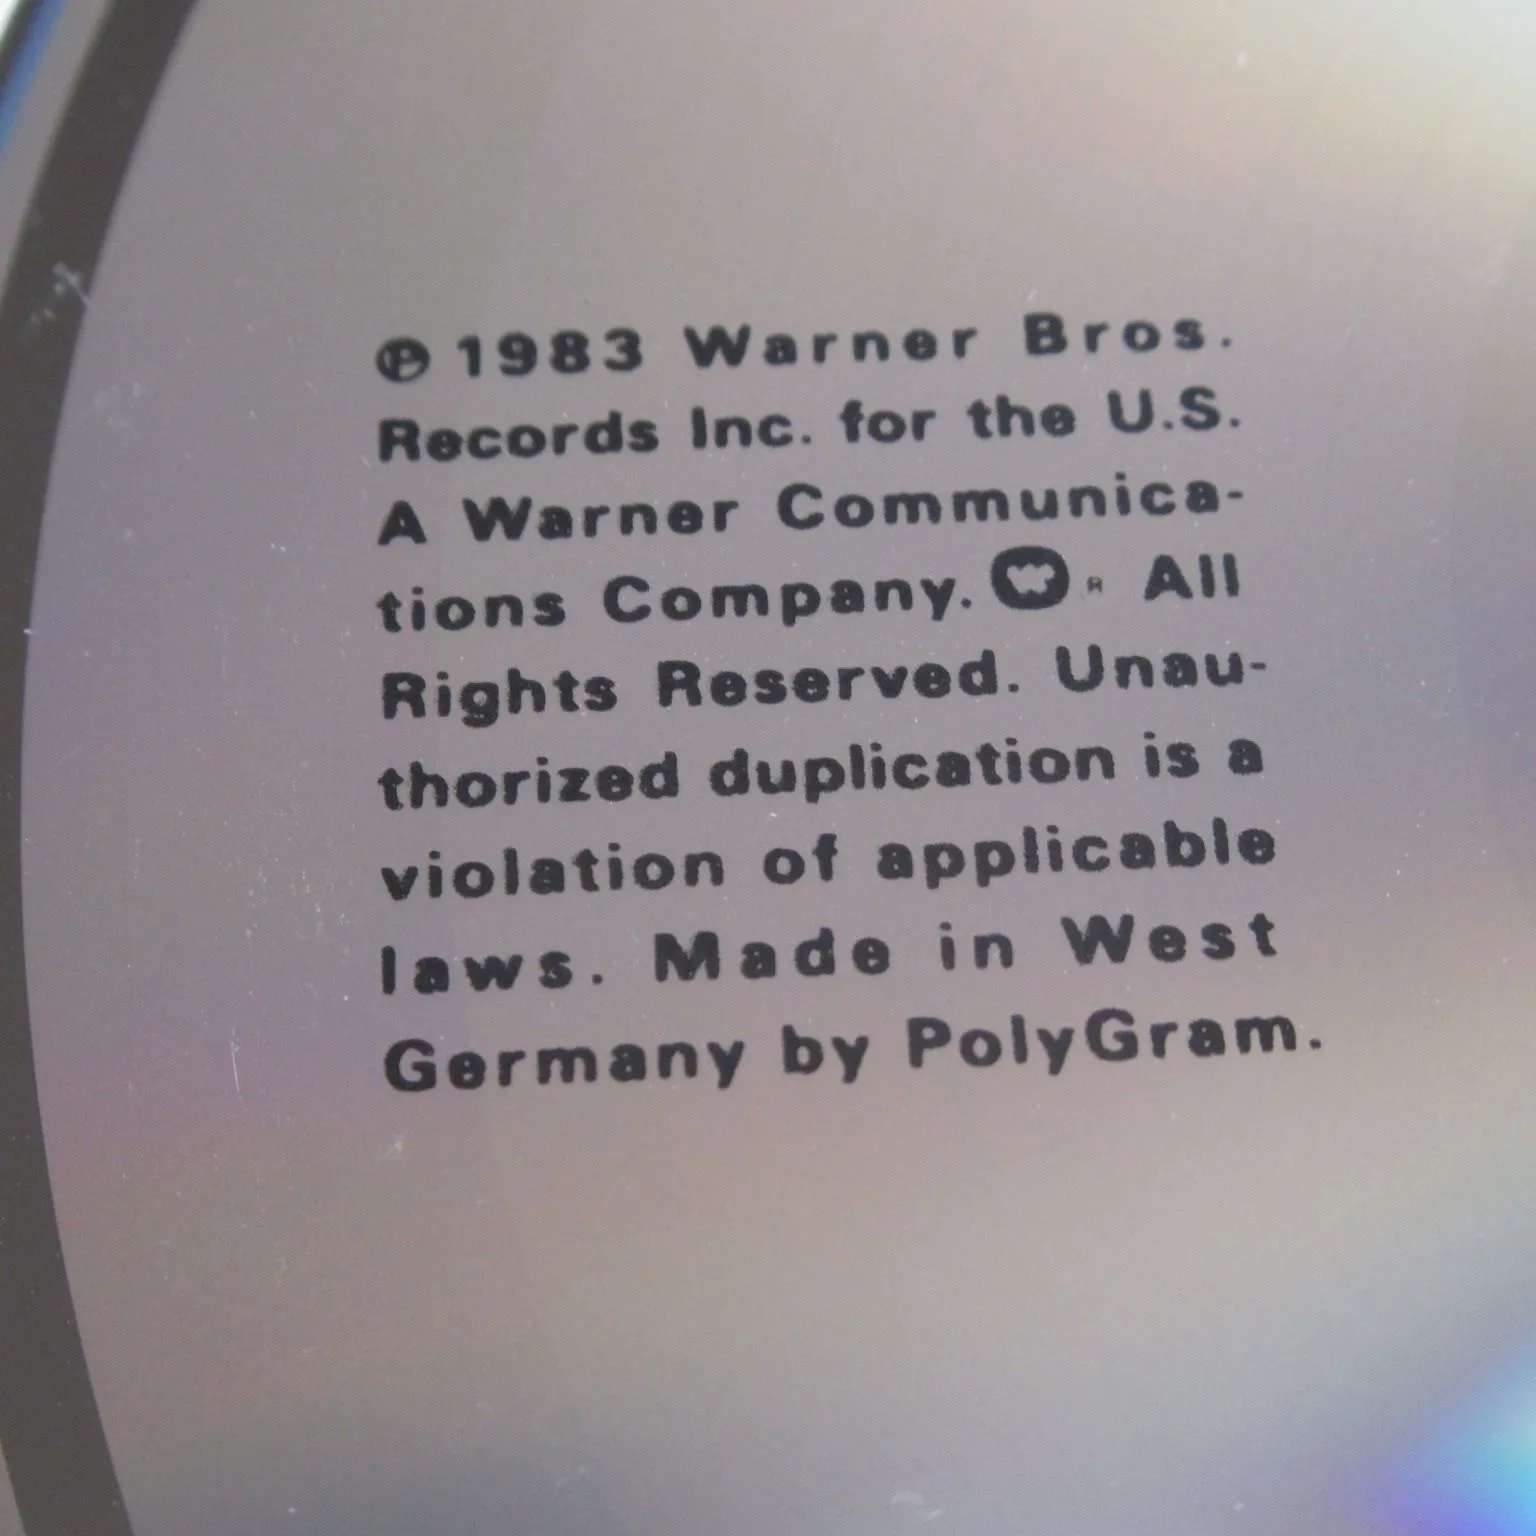 ℗ 1983 Warner Bros.
Records Inc. for the U.S.
A Warner Communica-
tions Company. ® All
Rights Reserved. Unau-
thorized duplication is a
violation of applicable
laws. Made in West
Germany by PolyGram.